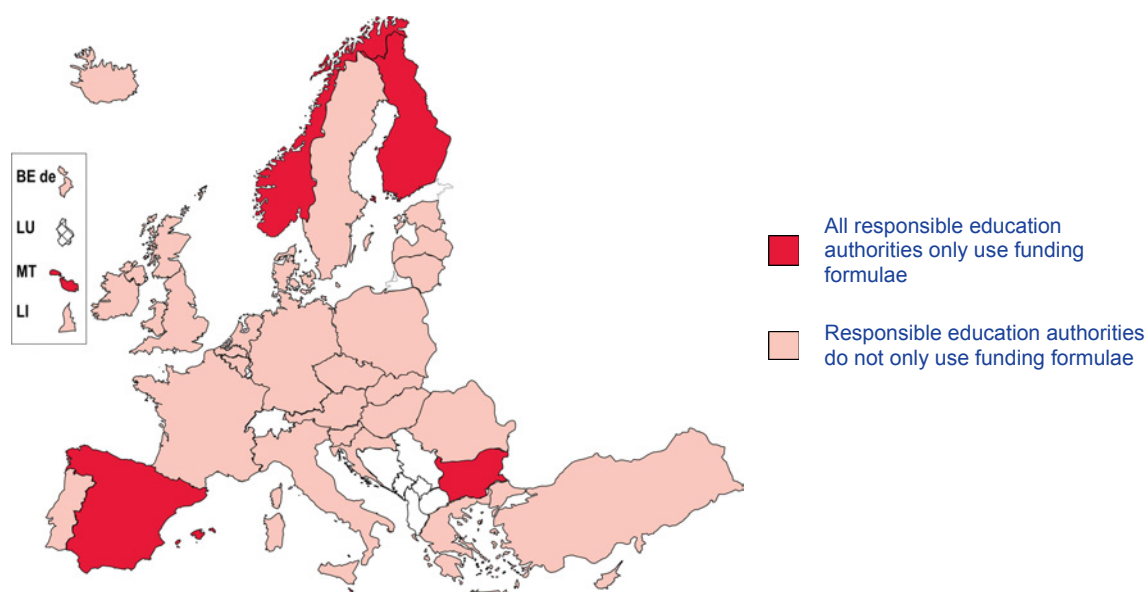 BE de
LU
MT
LI
All responsible education
authorities only use funding
formulae
Responsible education authorities
do not only use funding formulae